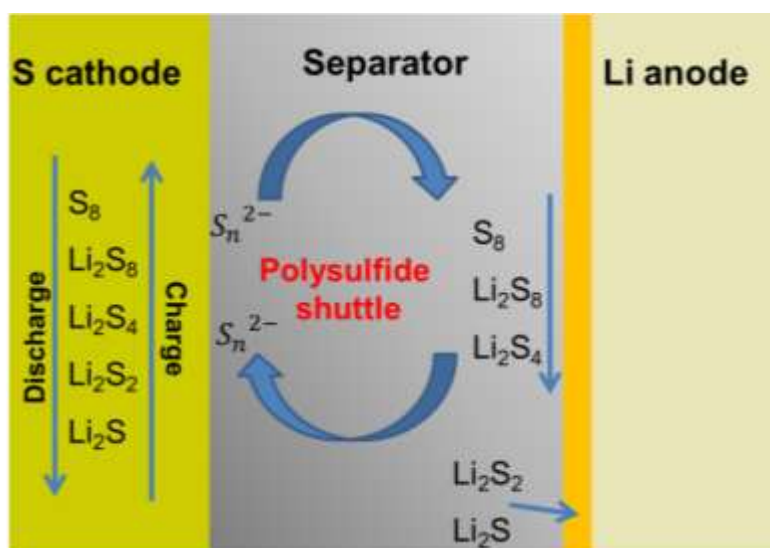 S cathode
Separator
Li anode
Discharge
S₈
Li₂S₈
Li₂S₄
Li₂S₂
Li₂S
Charge
Sₙ²⁻
Polysulfide
shuttle
Sₙ²⁻
S₈
Li₂S₈
Li₂S₄
Li₂S₂
Li₂S